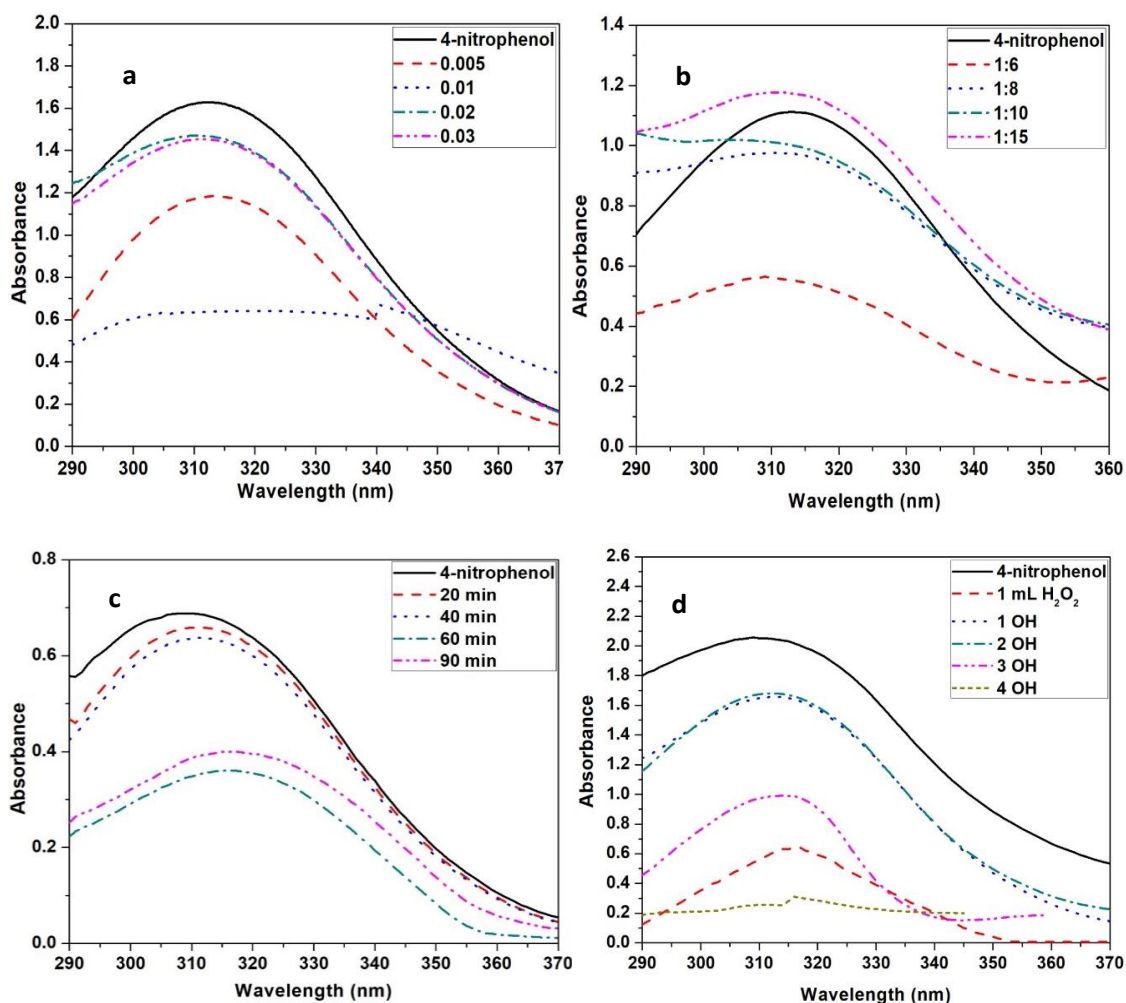 a
4-nitrophenol
0.005
0.01
0.02
0.03
2.0
1.8
1.6
1.4
1.2
1.0
0.8
0.6
0.4
0.2
0.0
Absorbance
290 300 310 320 330 340 350 360 37
Wavelength (nm)
b
4-nitrophenol
1:6
1:8
1:10
1:15
1.4
1.2
1.0
0.8
0.6
0.4
0.2
0.0
Absorbance
290 300 310 320 330 340 350 360
Wavelength (nm)
c
4-nitrophenol
20 min
40 min
60 min
90 min
0.8
0.6
0.4
0.2
0.0
Absorbance
290 300 310 320 330 340 350 360 370
Wavelength (nm)
d
4-nitrophenol
1 mL H₂O₂
1 OH
2 OH
3 OH
4 OH
2.6
2.4
2.2
2.0
1.8
1.6
1.4
1.2
1.0
0.8
0.6
0.4
0.2
0.0
Absorbance
290 300 310 320 330 340 350 360 370
Wavelength (nm)